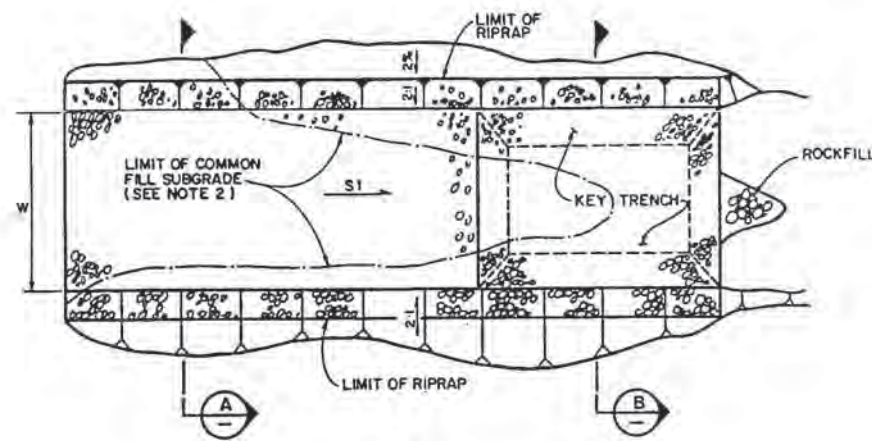 LIMIT OF
RIPRAP
2:1
LIMIT OF COMMON
FILL SUBGRADE
(SEE NOTE 2)
S1
W
KEY TRENCH
ROCKFILL
2:1
LIMIT OF RIPRAP
A
B